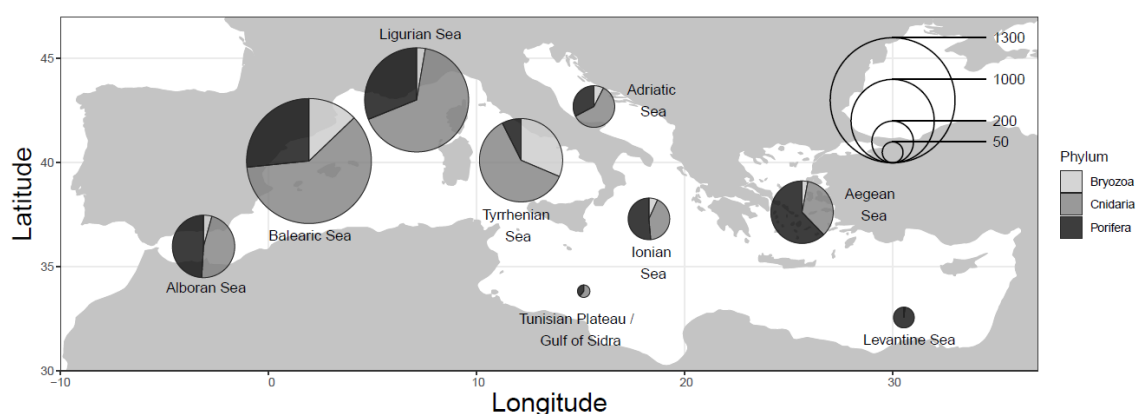 Ligurian Sea
1300
45
Adriatic
Sea
1000
200
50
40
Latitude
Phylum
Bryozoa
Cnidaria
Porifera
Aegean
Sea
Tyrrhenian
Sea
Balearic Sea
Ionian
Sea
35
Alboran Sea
Tunisian Plateau /
Gulf of Sidra
Levantine Sea
30
−10
0
10
20
30
Longitude